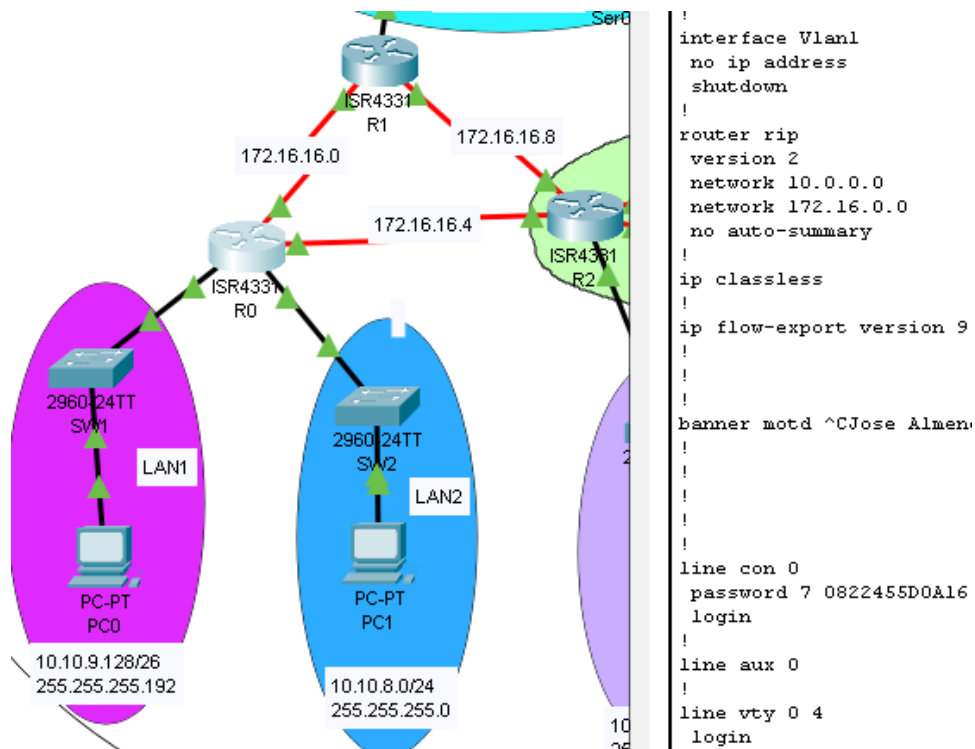 Ser0
ISR4331
R1
172.16.16.0
172.16.16.8
172.16.16.4
ISR4331
R0
ISR4331
R2
2960-24TT
SW1
LAN1
PC-PT
PC0
10.10.9.128/26
255.255.255.192
2960-24TT
SW2
LAN2
PC-PT
PC1
10.10.8.0/24
255.255.255.0
2
10
!
interface Vlan1
no ip address
shutdown
!
router rip
version 2
network 10.0.0.0
network 172.16.0.0
no auto-summary
!
ip classless
!
ip flow-export version 9
!
!
!
banner motd ^CJose
!
!
!
!
!
line con 0
password 7 0822455D0A16
login
!
line aux 0
!
line vty 0 4
login